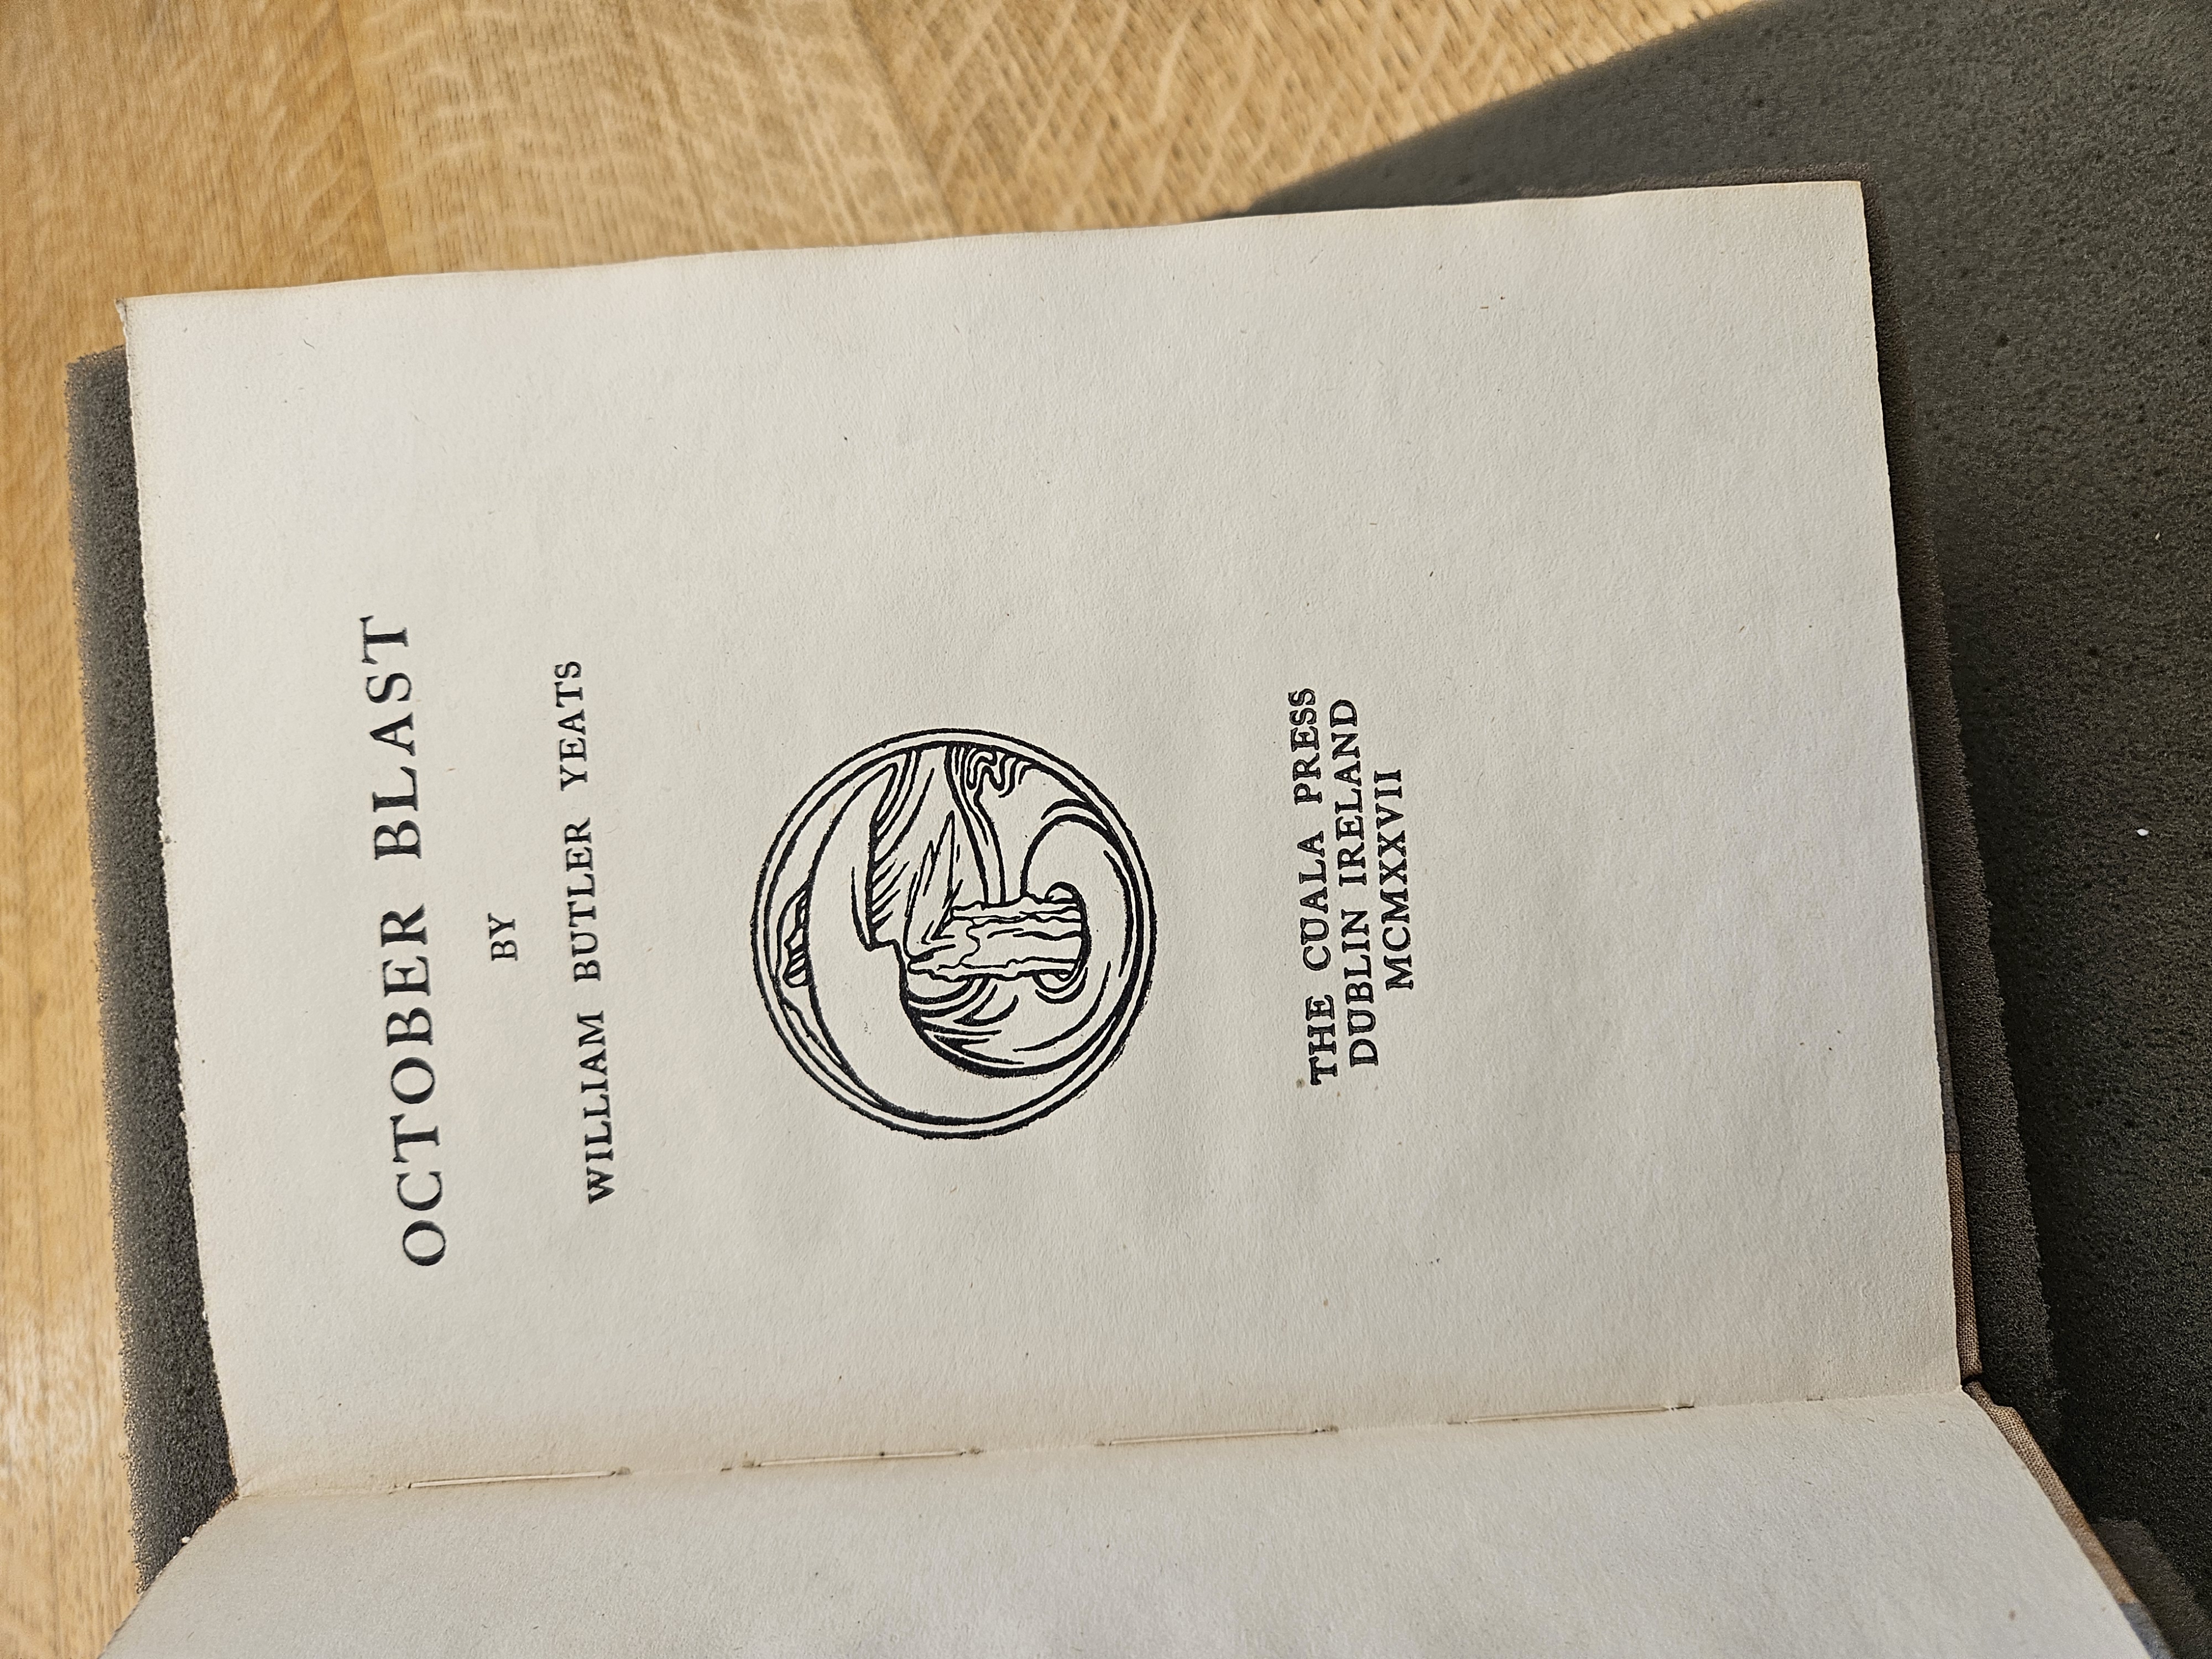 OCTOBER BLAST
BY
WILLIAM BUTLER YEATS
THE CUALA PRESS
DUBLIN IRELAND
MCMXXVII